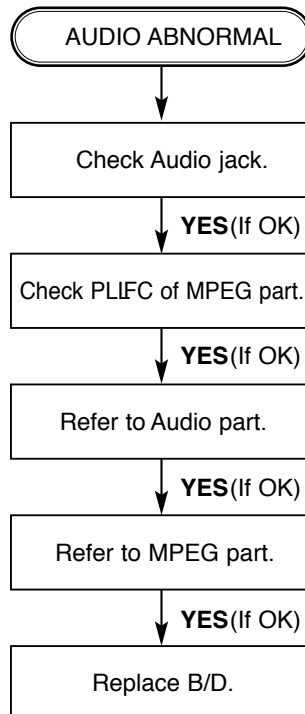 AUDIO ABNORMAL
Check Audio jack.
YES(If OK)
Check PLLFC of MPEG part.
YES(If OK)
Refer to Audio part.
YES(If OK)
Refer to MPEG part.
YES(If OK)
Replace B/D.